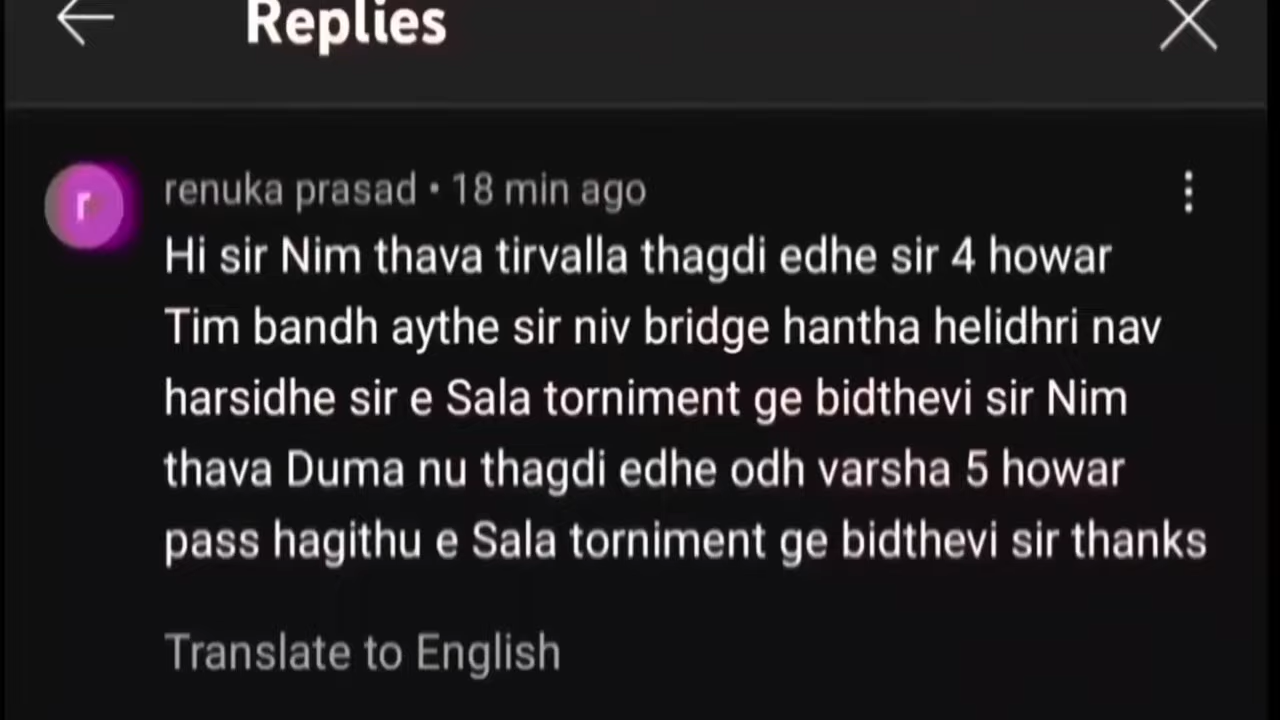 Replies
renuka prasad • 18 min ago
Hi sir Nim thava tirvalla thagdi edhe sir 4 howar
Tim bandh aythe sir niv bridge hantha helidhri nav
harsidhe sir e Sala torniment ge bidthevi sir Nim
thava Duma nu thagdi edhe odh varsha 5 howar
pass hagithu e Sala torniment ge bidthevi sir thanks
Translate to English